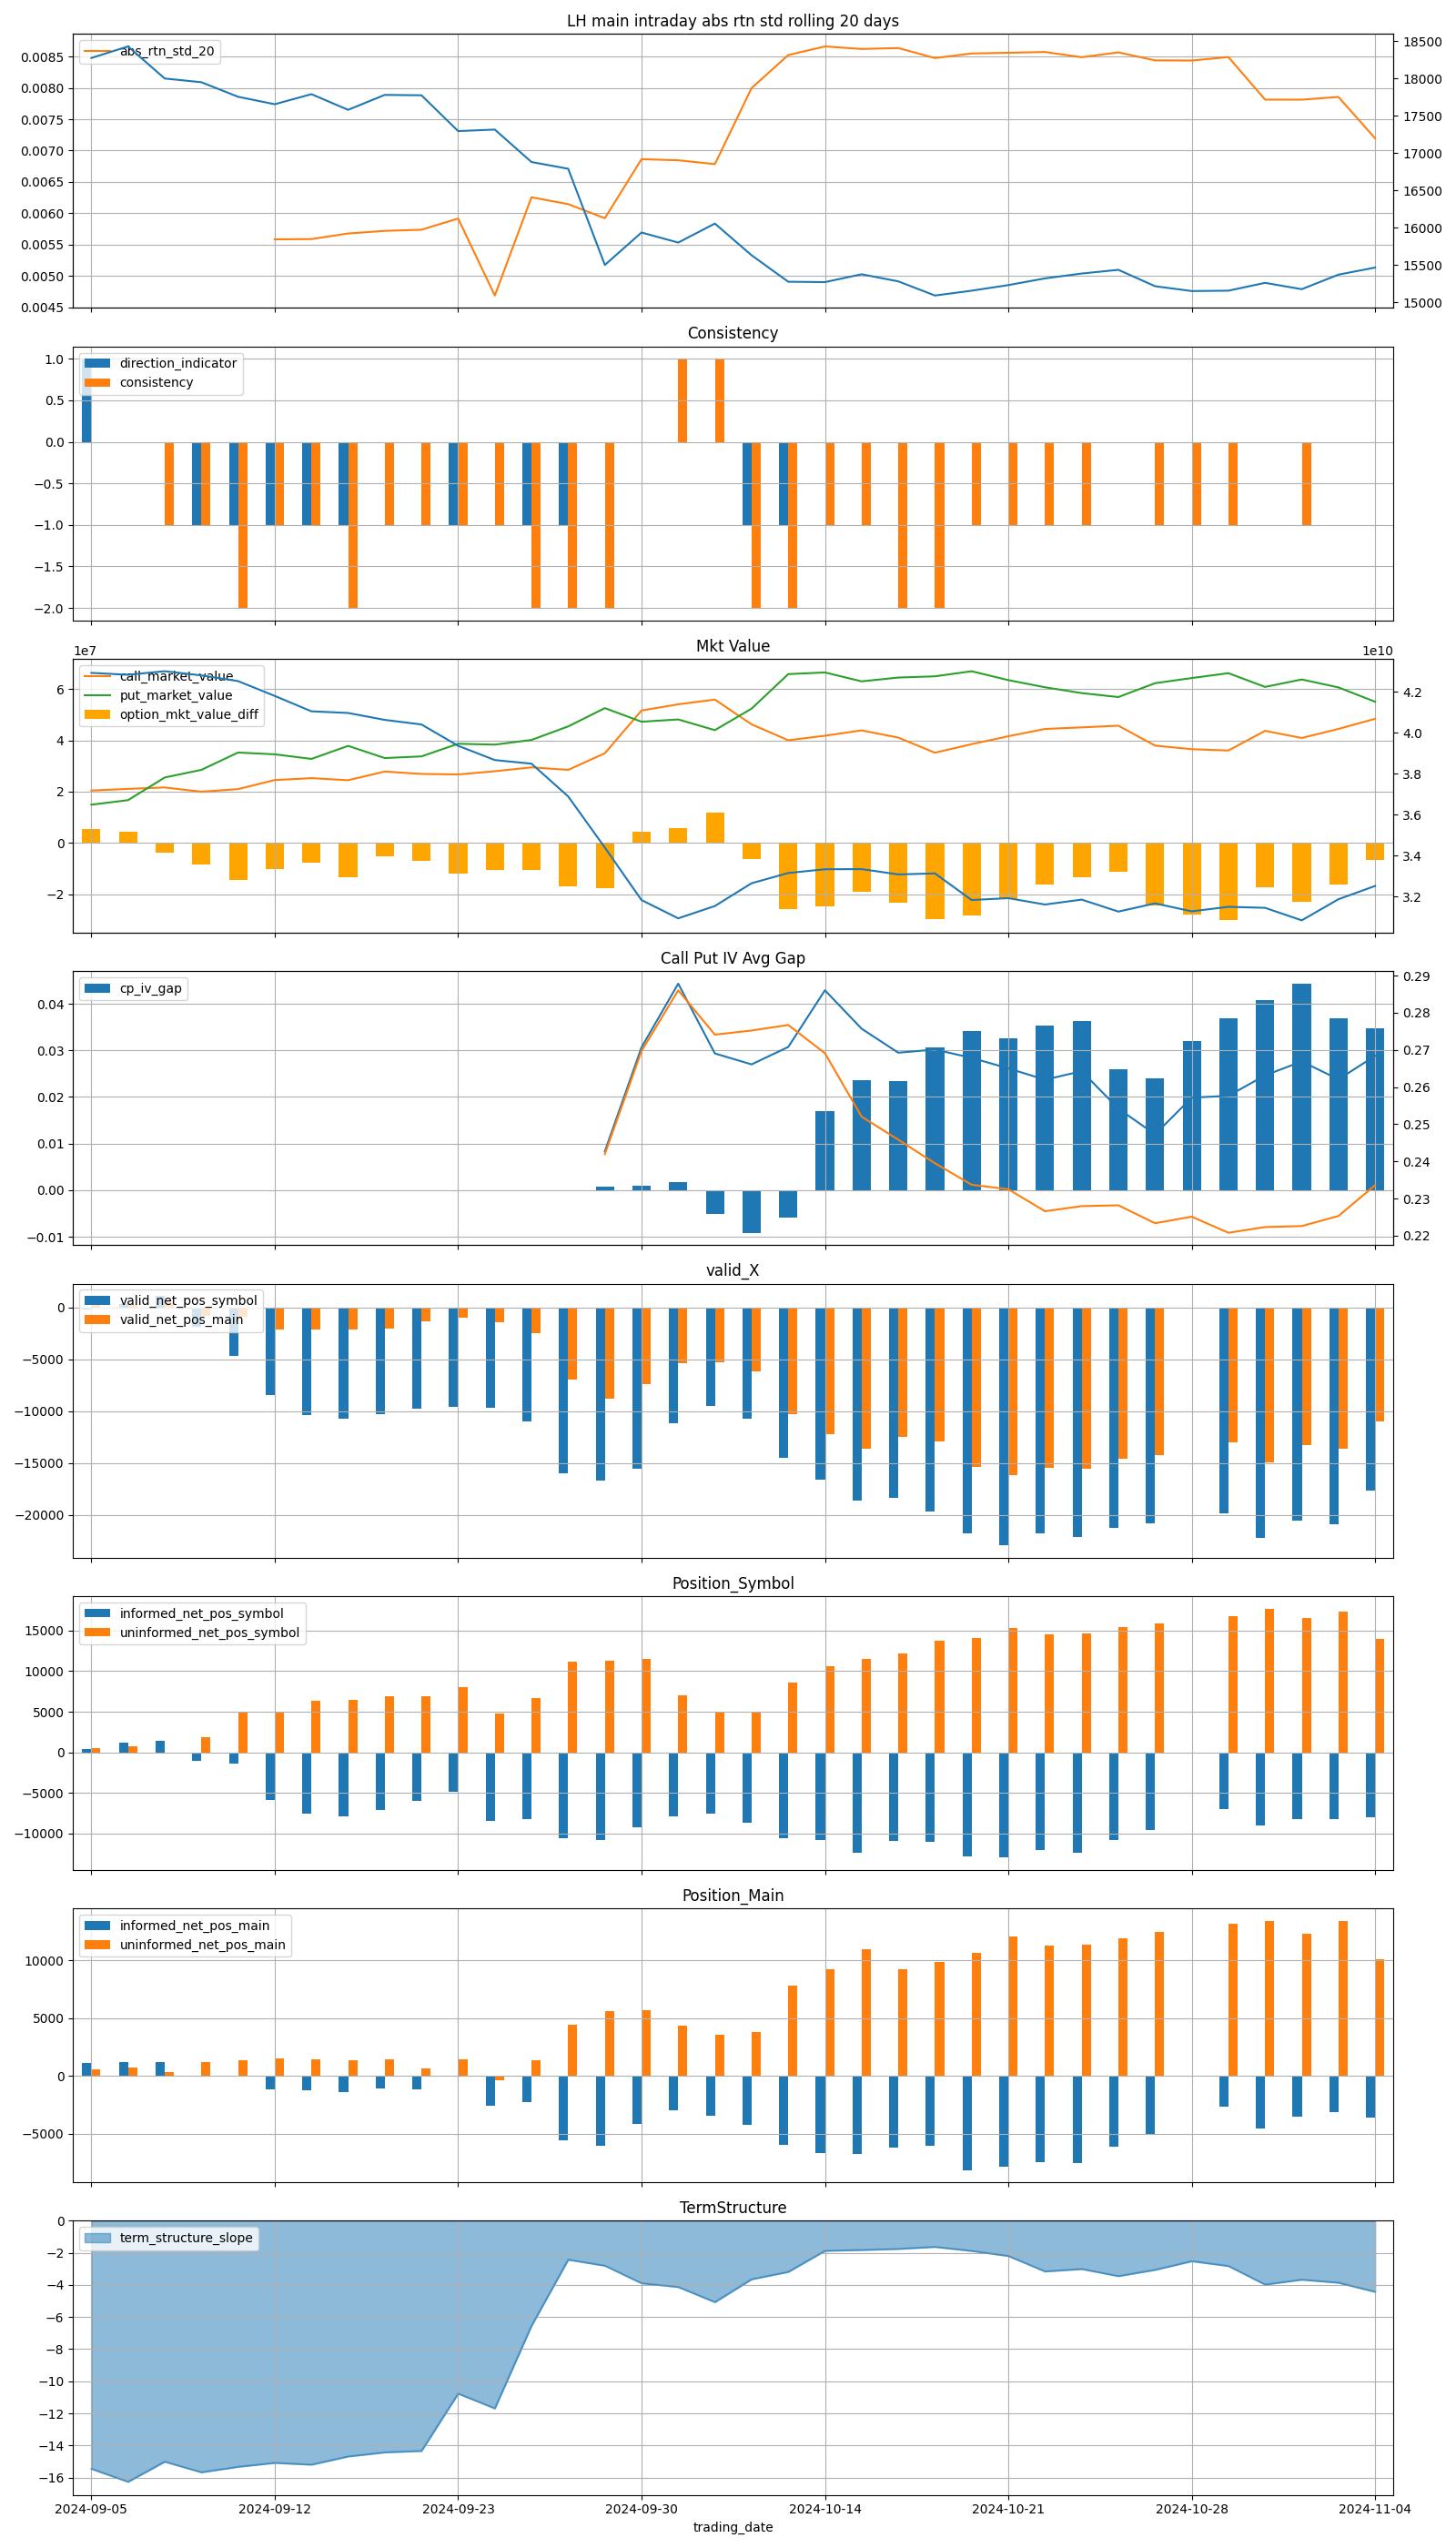 LH main intraday abs rtn std rolling 20 days
abs_rtn_std_20
0.0085
0.0080
0.0075
0.0070
0.0065
0.0060
0.0055
0.0050
0.0045
18500
18000
17500
17000
16500
16000
15500
15000
Consistency
direction_indicator
consistency
1.0
0.5
0.0
−0.5
−1.0
−1.5
−2.0
Mkt Value
1e7
1e10
call_market_value
put_market_value
option_mkt_value_diff
6
4
2
0
−2
4.2
4.0
3.8
3.6
3.4
3.2
Call Put IV Avg Gap
cp_iv_gap
0.04
0.03
0.02
0.01
0.00
−0.01
0.29
0.28
0.27
0.26
0.25
0.24
0.23
0.22
valid_X
valid_net_pos_symbol
valid_net_pos_main
0
−5000
−10000
−15000
−20000
Position_Symbol
informed_net_pos_symbol
uninformed_net_pos_symbol
15000
10000
5000
0
−5000
−10000
Position_Main
informed_net_pos_main
uninformed_net_pos_main
10000
5000
0
−5000
TermStructure
term_structure_slope
0
−2
−4
−6
−8
−10
−12
−14
−16
2024-09-05 2024-09-12 2024-09-23 2024-09-30 2024-10-14 2024-10-21 2024-10-28 2024-11-04
trading_date